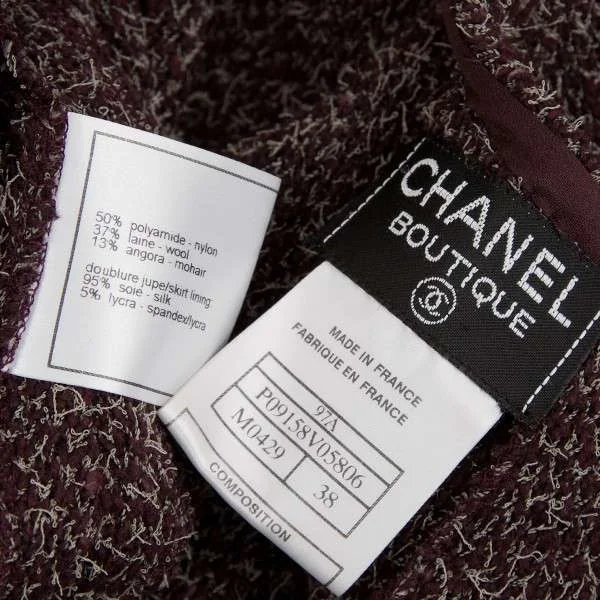 50% polyamide - nylon
37% laine - wool
13% angora - mohair
doublure jupe/skirt lining:
95% soie - silk
5% lycra - spandex/lycra
CHANEL
BOUTIQUE
MADE IN FRANCE
FABRIQUE EN FRANCE
97A
P09158V05806
M0429 38
COMPOSITION